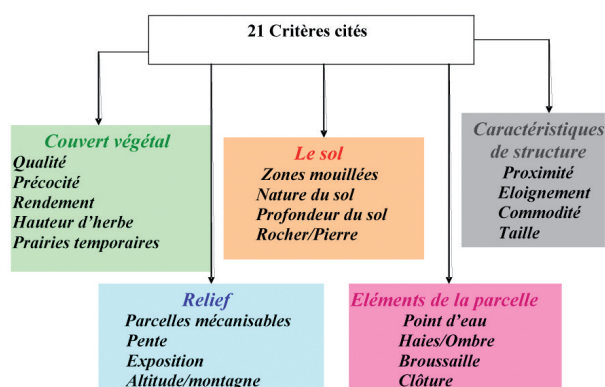 21 Critères cités
Couvert végétal
Qualité
Précocité
Rendement
Hauteur d'herbe
Prairies temporaires
Le sol
Zones mouillées
Nature du sol
Profondeur du sol
Rocher/Pierre
Caractéristiques
de structure
Proximité
Eloignement
Commodité
Taille
Relief
Parcelles mécanisables
Pente
Exposition
Altitude/montagne
Eléments de la parcelle
Point d'eau
Haies/Ombre
Broussaille
Clôture